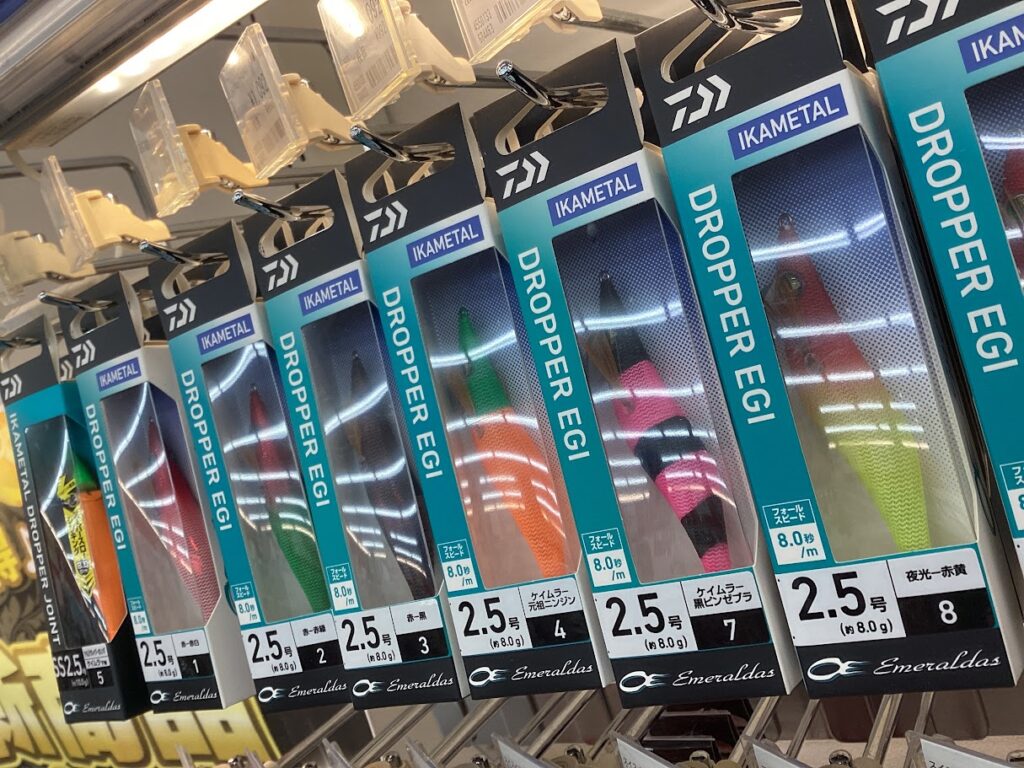 IKAMETAL DROPPER JOINT
SS2.5
5
Emeraldas
IKAMETAL
DROPPER EGI
8.0秒
/m
2.5号
(約8.0g)
赤–赤白
1
Emeraldas
IKAMETAL
DROPPER EGI
フォール
スピード
8.0秒
/m
2.5号
(約8.0g)
赤–赤緑
2
Emeraldas
IKAMETAL
DROPPER EGI
フォール
スピード
8.0秒
/m
2.5号
(約8.0g)
赤–黒
3
Emeraldas
IKAMETAL
DROPPER EGI
フォール
スピード
8.0秒
/m
2.5号
(約8.0g)
ケイムラー
元祖ニンジン
4
Emeraldas
IKAMETAL
DROPPER EGI
フォール
スピード
8.0秒
/m
2.5号
(約8.0g)
ケイムラー
黒ピンゼブラ
7
Emeraldas
IKAMETAL
DROPPER EGI
フォール
スピード
8.0秒
/m
2.5号
(約8.0g)
夜光–赤黄
8
Emeraldas
DROPPER EGI